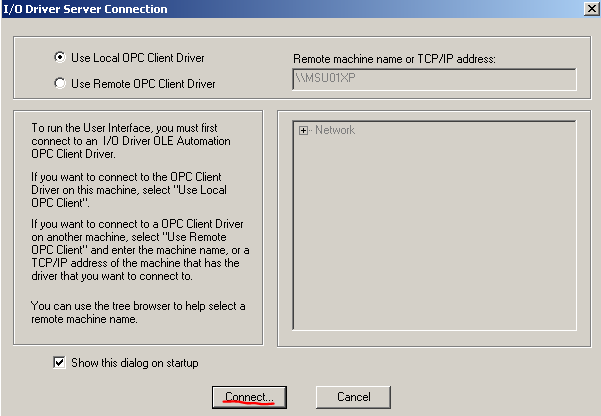 I/O Driver Server Connection
Use Local OPC Client Driver
Use Remote OPC Client Driver
Remote machine name or TCP/IP address:
\\MSU01XP
To run the User Interface, you must first
connect to an I/O Driver OLE Automation
OPC Client Driver.
If you want to connect to the OPC Client
Driver on this machine, select "Use Local
OPC Client".
If you want to connect to a OPC Client Driver
on another machine, select "Use Remote
OPC Client" and enter the machine name, or a
TCP/IP address of the machine that has the
driver that you want to connect to.
You can use the tree browser to help select a
remote machine name.
Network
Show this dialog on startup
Connect...
Cancel